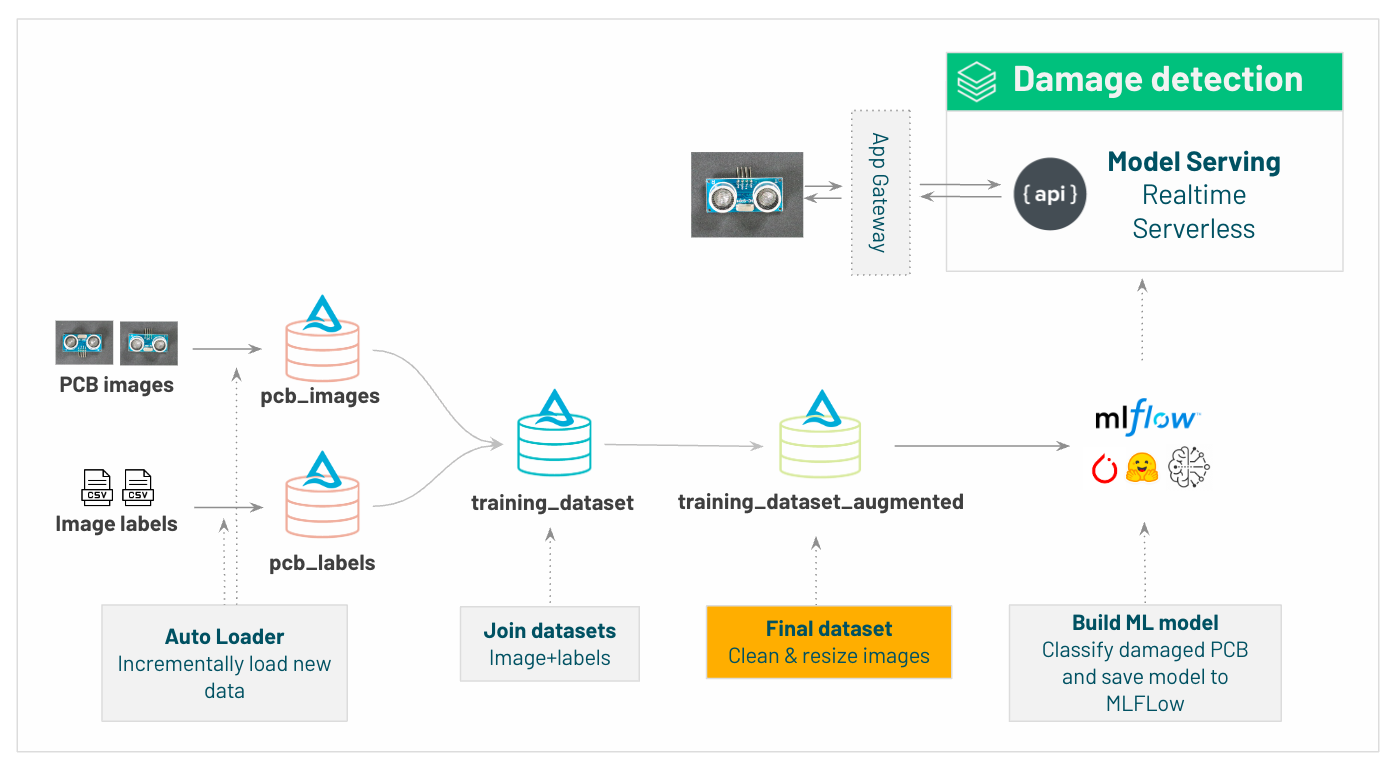 Damage detection
App Gateway
{ api }
Model Serving
Realtime
Serverless
PCB images
pcb_images
CSV
CSV
Image labels
pcb_labels
training_dataset
training_dataset_augmented
mlflow
Auto Loader
Incrementally load new
data
Join datasets
Image+labels
Final dataset
Clean & resize images
Build ML model
Classify damaged PCB
and save model to
MLFLow